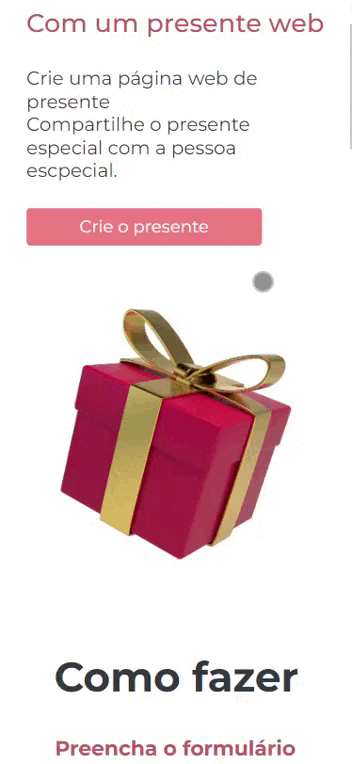 Com um presente web
Crie uma página web de
presente
Compartilhe o presente
especial com a pessoa
escpecial.
Crie o presente
Como fazer
Preencha o formulário